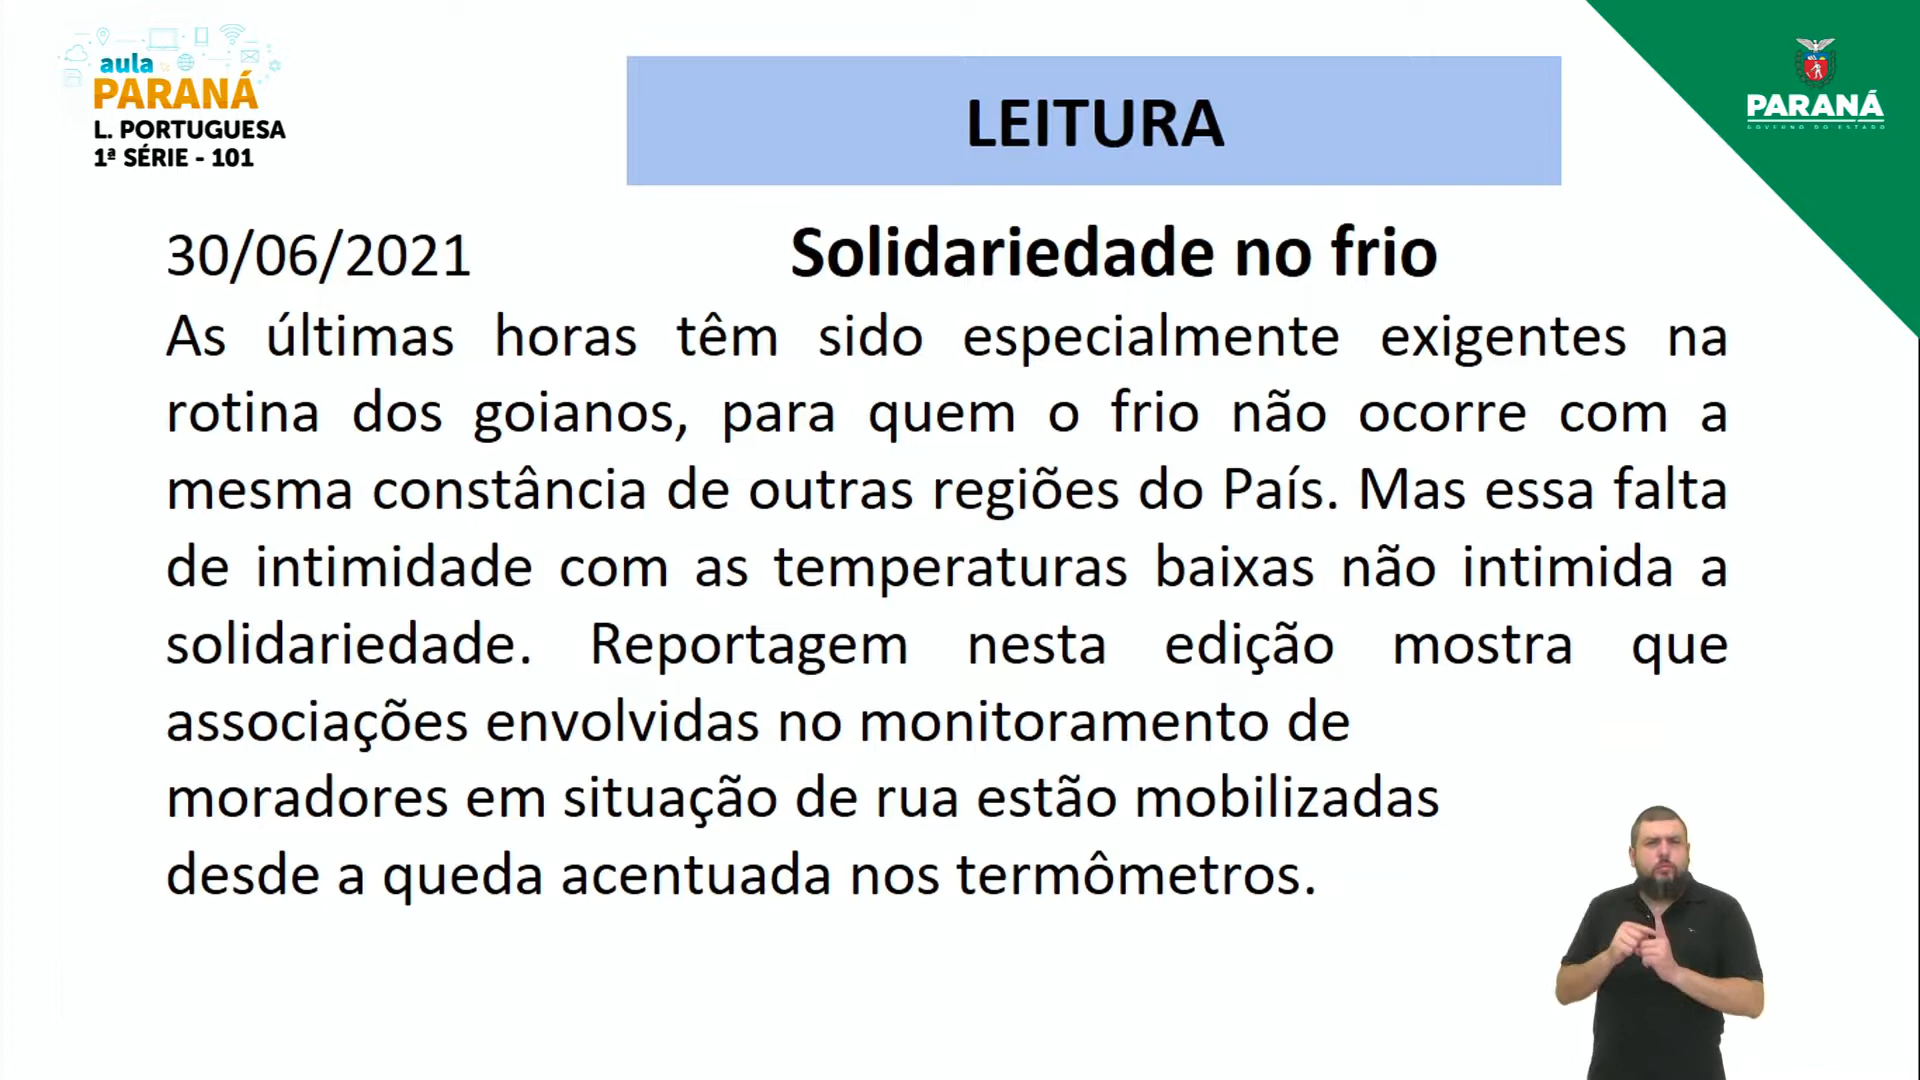 aula
PARANÁ
L. PORTUGUESA
1ª SÉRIE - 101
LEITURA
PARANÁ
GOVERNO DO ESTADO
30/06/2021 Solidariedade no frio
As últimas horas têm sido especialmente exigentes na
rotina dos goianos, para quem o frio não ocorre com a
mesma constância de outras regiões do País. Mas essa falta
de intimidade com as temperaturas baixas não intimida a
solidariedade. Reportagem nesta edição mostra que
associações envolvidas no monitoramento de
moradores em situação de rua estão mobilizadas
desde a queda acentuada nos termômetros.